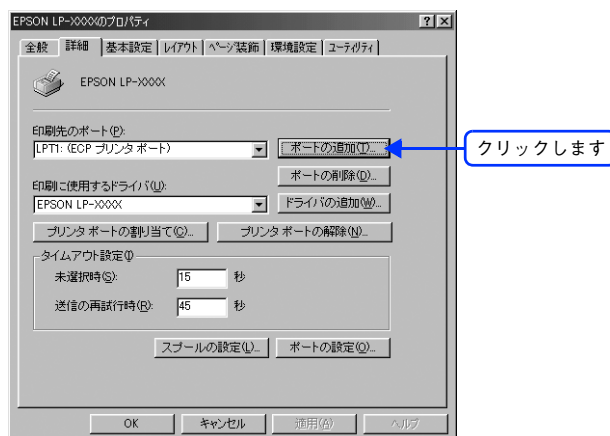 EPSON LP-XXXXのプロパティ
全般 詳細 基本設定 レイアウト ページ装飾 環境設定 ユーティリティ
EPSON LP-XXXX
印刷先のポート(P):
LPT1: (ECP プリンタ ポート)
ポートの追加(T)...
クリックします
ポートの削除(D)...
印刷に使用するドライバ(U):
EPSON LP-XXXX
ドライバの追加(W)...
プリンタ ポートの割り当て(C)...
プリンタ ポートの解除(N)...
タイムアウト設定(I)
未選択時(S): 15 秒
送信の再試行時(R): 45 秒
スプールの設定(L)...
ポートの設定(O)...
OK キャンセル 適用(A) ヘルプ